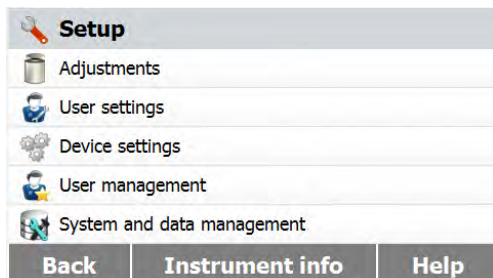 Setup
Adjustments
User settings
Device settings
User management
System and data management
Back Instrument info Help